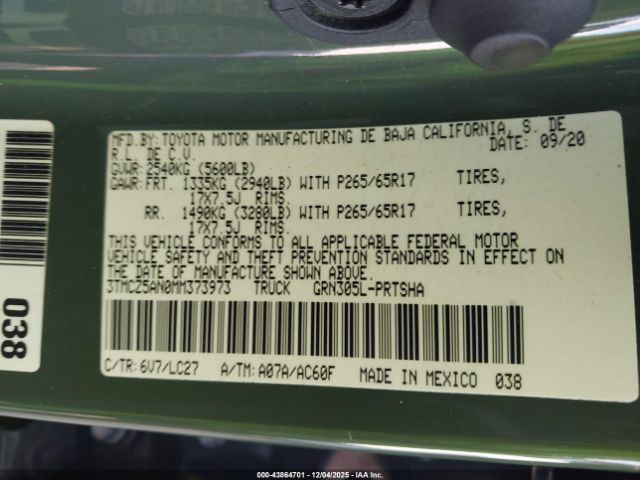 MFD.BY:TOYOTA MOTOR MANUFACTURING DE BAJA CALIFORNIA, S. DE
R.L. DE C.V. DATE: 09/20
GVWR:2540KG (5600LB)
GAWR:FRT. 1335KG (2940LB) WITH P265/65R17 TIRES,
17X7.5J RIMS.
RR. 1490KG (3280LB) WITH P265/65R17 TIRES,
17X7.5J RIMS.
THIS VEHICLE CONFORMS TO ALL APPLICABLE FEDERAL MOTOR
VEHICLE SAFETY AND THEFT PREVENTION STANDARDS IN EFFECT ON
THE DATE OF MANUFACTURE SHOWN ABOVE.
3TMCZ5AN0MM373973 TRUCK GRN305L-PRTSHA
C/TR:6V7/LC27 A/TM:A07A/AC60F MADE IN MEXICO 038
038
IAA 00-43864701 · 12/04/2025 · iaai.com